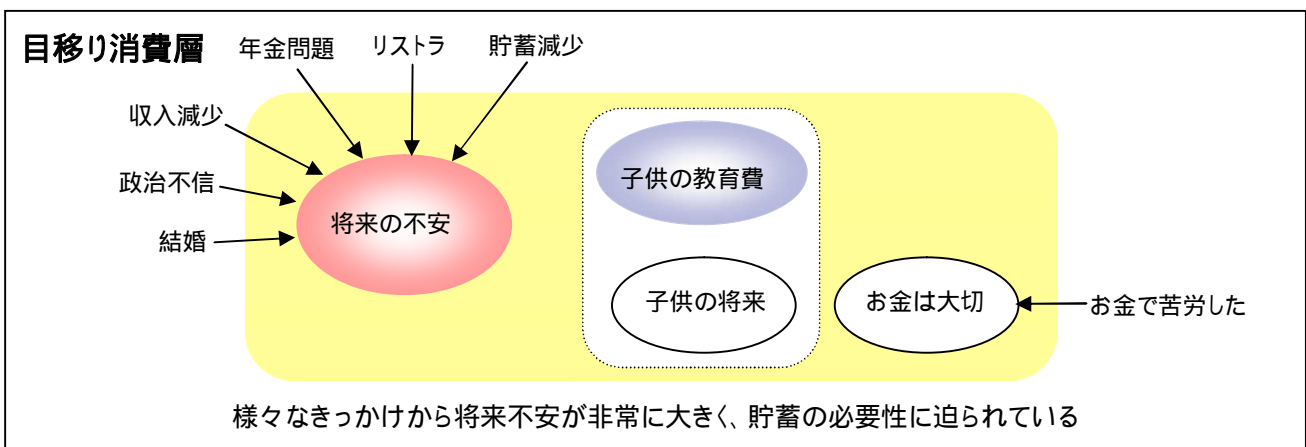 目移り消費層
年金問題
リストラ
貯蓄減少
収入減少
政治不信
結婚
将来の不安
子供の教育費
子供の将来
お金は大切
お金で苦労した
様々なきっかけから将来不安が非常に大きく、貯蓄の必要性に迫られている